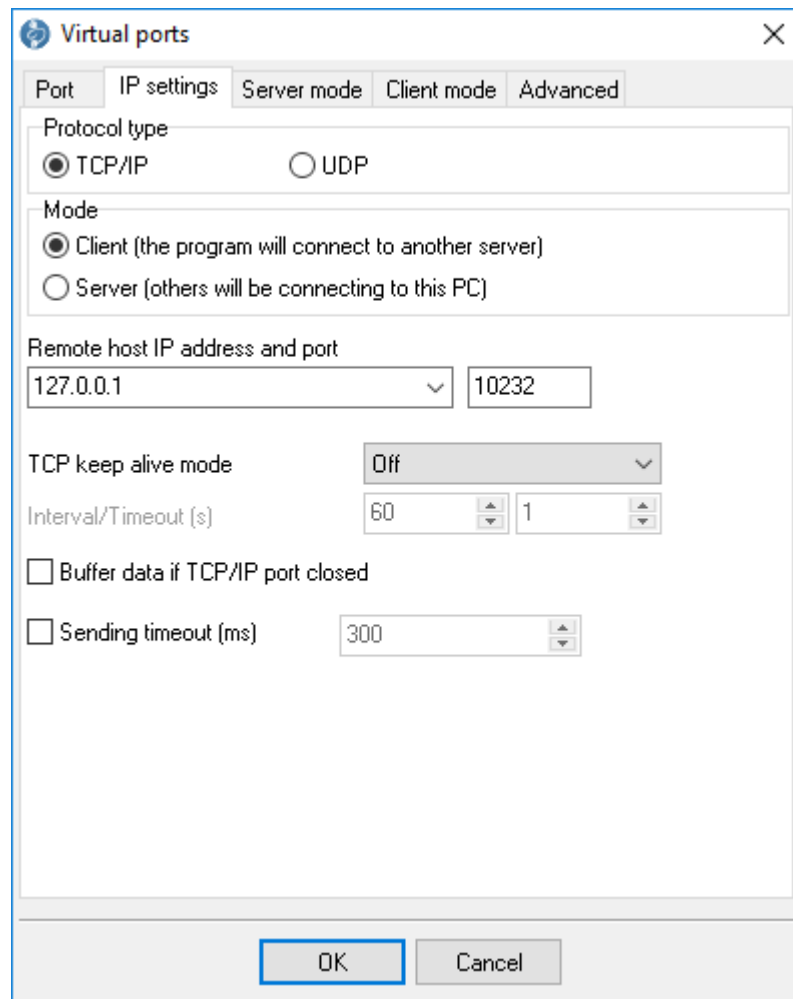 Virtual ports
Port IP settings Server mode Client mode Advanced
Protocol type
TCP/IP UDP
Mode
Client (the program will connect to another server)
Server (others will be connecting to this PC)
Remote host IP address and port
127.0.0.1 10232
TCP keep alive mode Off
Interval/Timeout (s) 60 1
Buffer data if TCP/IP port closed
Sending timeout (ms) 300
OK Cancel